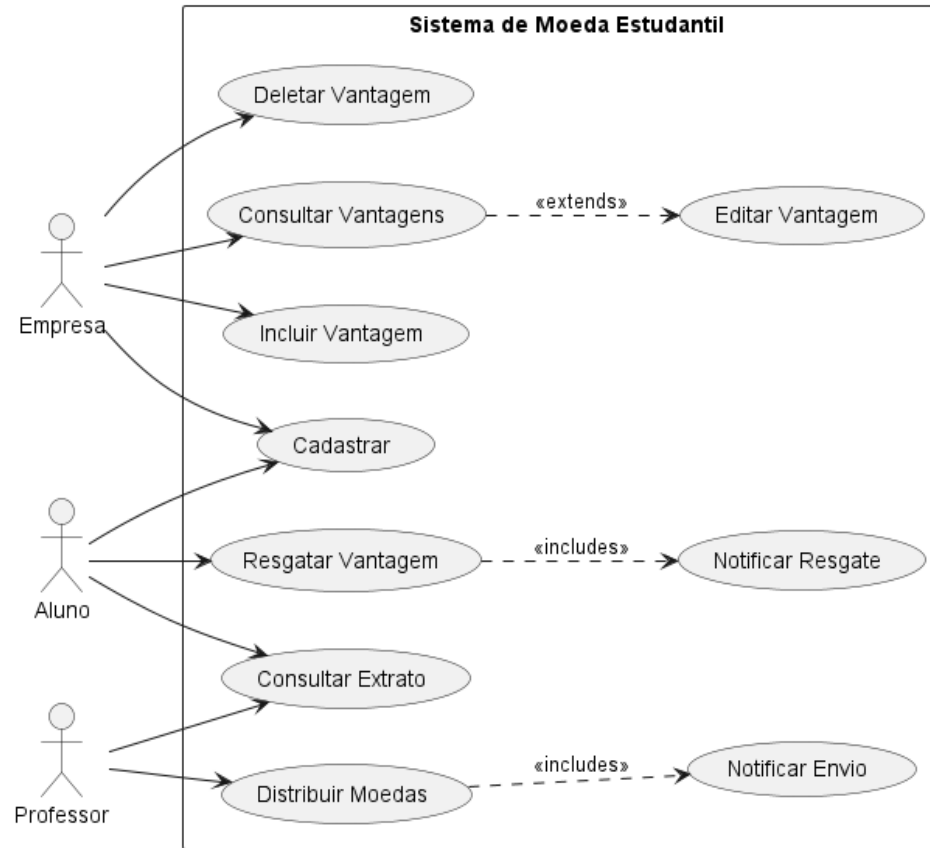 Sistema de Moeda Estudantil
Deletar Vantagem
Consultar Vantagens
«extends»
Editar Vantagem
Empresa
Incluir Vantagem
Cadastrar
Aluno
Resgatar Vantagem
«includes»
Notificar Resgate
Consultar Extrato
Professor
Distribuir Moedas
«includes»
Notificar Envio